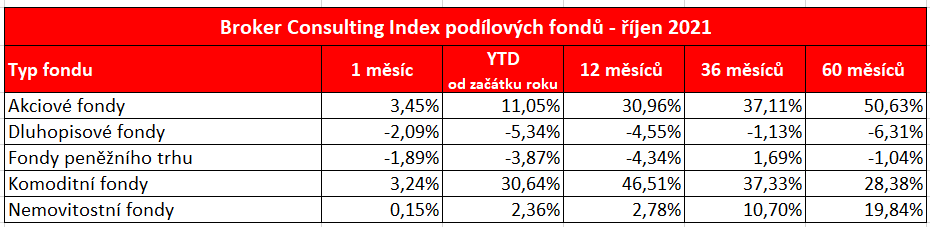 Broker Consulting Index podílových fondů - říjen 2021
Typ fondu 1 měsíc YTD od začátku roku 12 měsíců 36 měsíců 60 měsíců
Akciové fondy 3,45% 11,05% 30,96% 37,11% 50,63%
Dluhopisové fondy -2,09% -5,34% -4,55% -1,13% -6,31%
Fondy peněžního trhu -1,89% -3,87% -4,34% 1,69% -1,04%
Komoditní fondy 3,24% 30,64% 46,51% 37,33% 28,38%
Nemovitostní fondy 0,15% 2,36% 2,78% 10,70% 19,84%